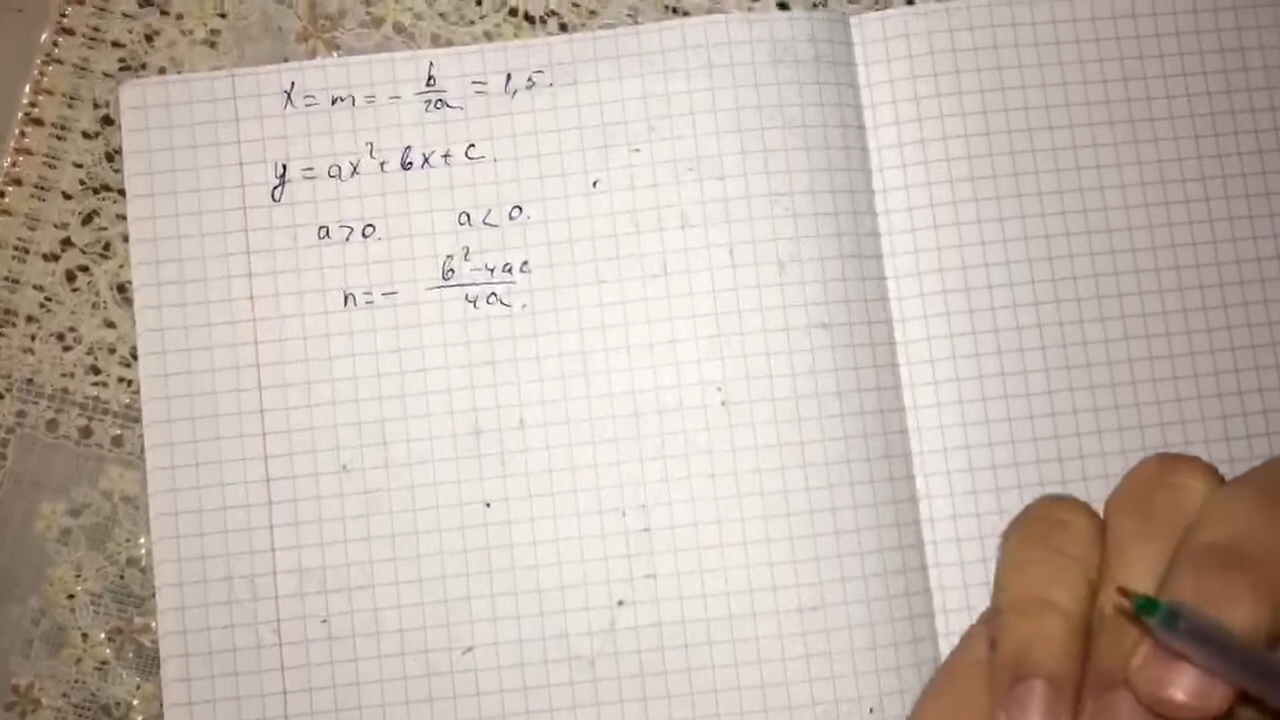 x = m = - b/2a = 1,5.
y = ax² + bx + c.
a > 0.   a < 0.
n = - b² - 4ac / 4a.